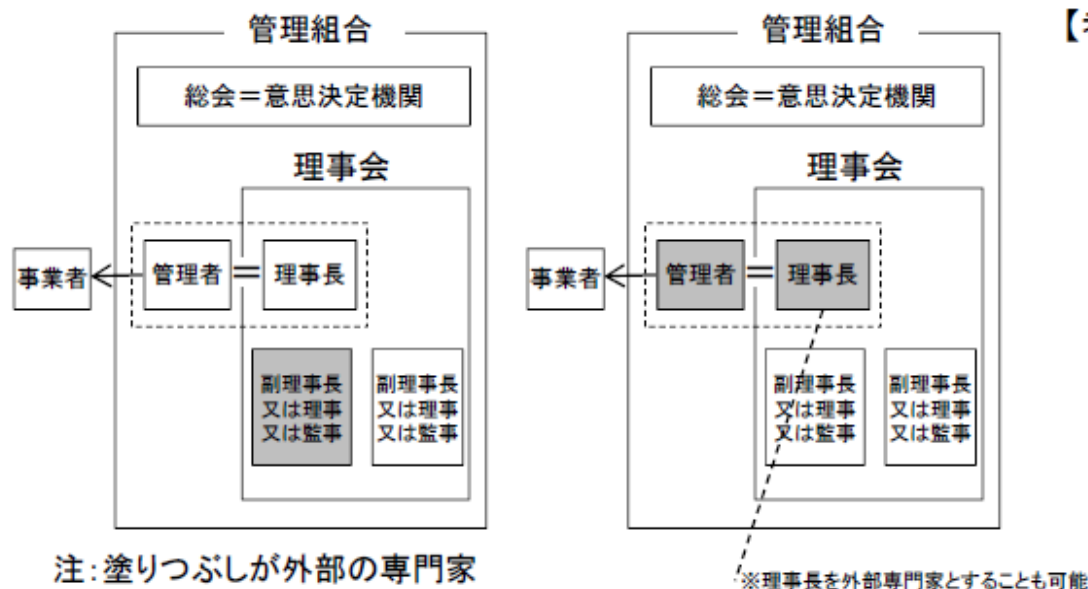 管理組合
総会＝意思決定機関
理事会
事業者
管理者
＝
理事長
副理事長
又は理事
又は監事
副理事長
又は理事
又は監事
注：塗りつぶしが外部の専門家
管理組合
総会＝意思決定機関
理事会
事業者
管理者
＝
理事長
副理事長
又は理事
又は監事
副理事長
又は理事
又は監事
※理事長を外部専門家とすることも可能
【